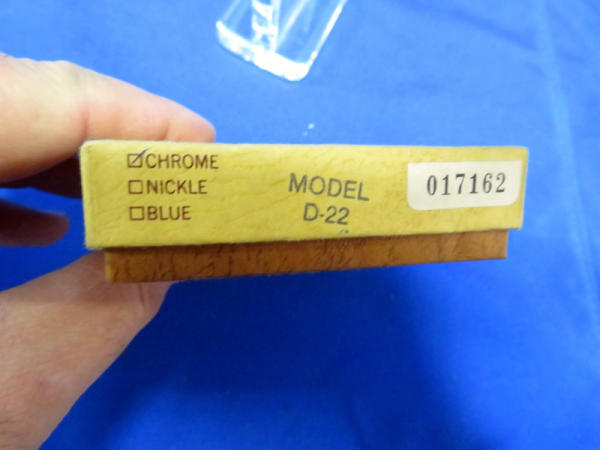 ☑CHROME
☐NICKLE
☐BLUE
MODEL
D-22
017162